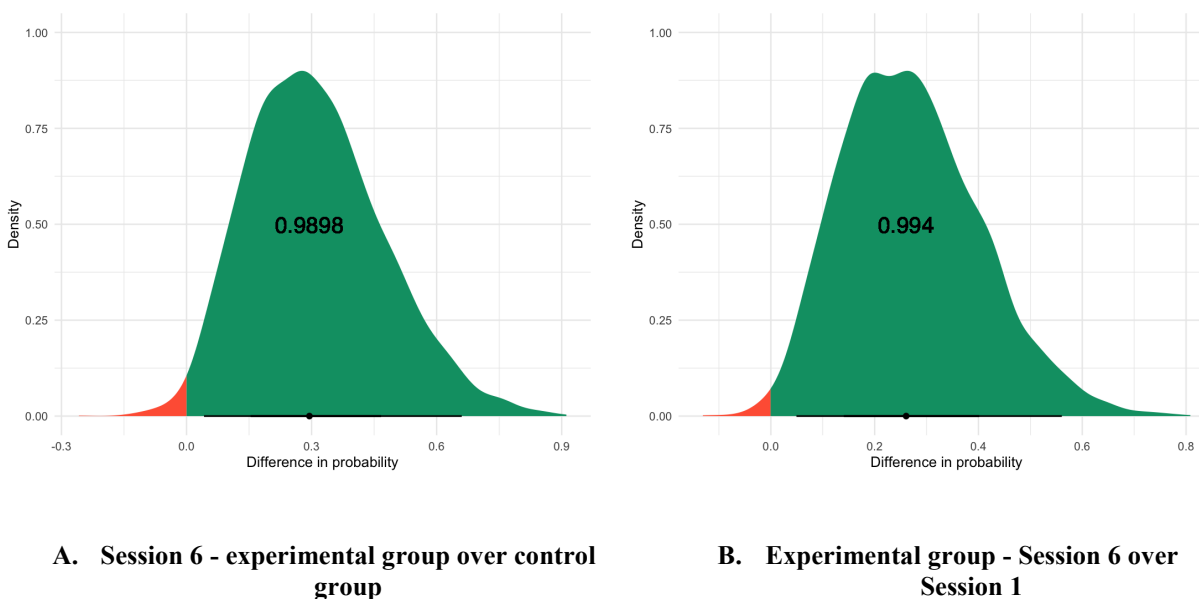 1.00
0.75
0.50
0.25
0.00
Density
0.9898
-0.3 0.0 0.3 0.6 0.9
Difference in probability
A. Session 6 - experimental group over control
group
1.00
0.75
0.50
0.25
0.00
Density
0.994
0.0 0.2 0.4 0.6 0.8
Difference in probability
B. Experimental group - Session 6 over
Session 1